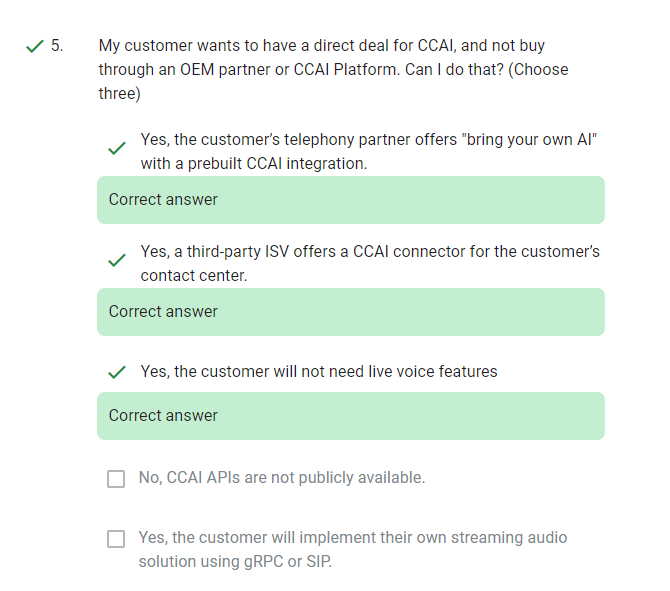 5. My customer wants to have a direct deal for CCAI, and not buy
through an OEM partner or CCAI Platform. Can I do that? (Choose
three)
Yes, the customer’s telephony partner offers "bring your own AI"
with a prebuilt CCAI integration.
Correct answer
Yes, a third-party ISV offers a CCAI connector for the customer’s
contact center.
Correct answer
Yes, the customer will not need live voice features
Correct answer
No, CCAI APIs are not publicly available.
Yes, the customer will implement their own streaming audio
solution using gRPC or SIP.